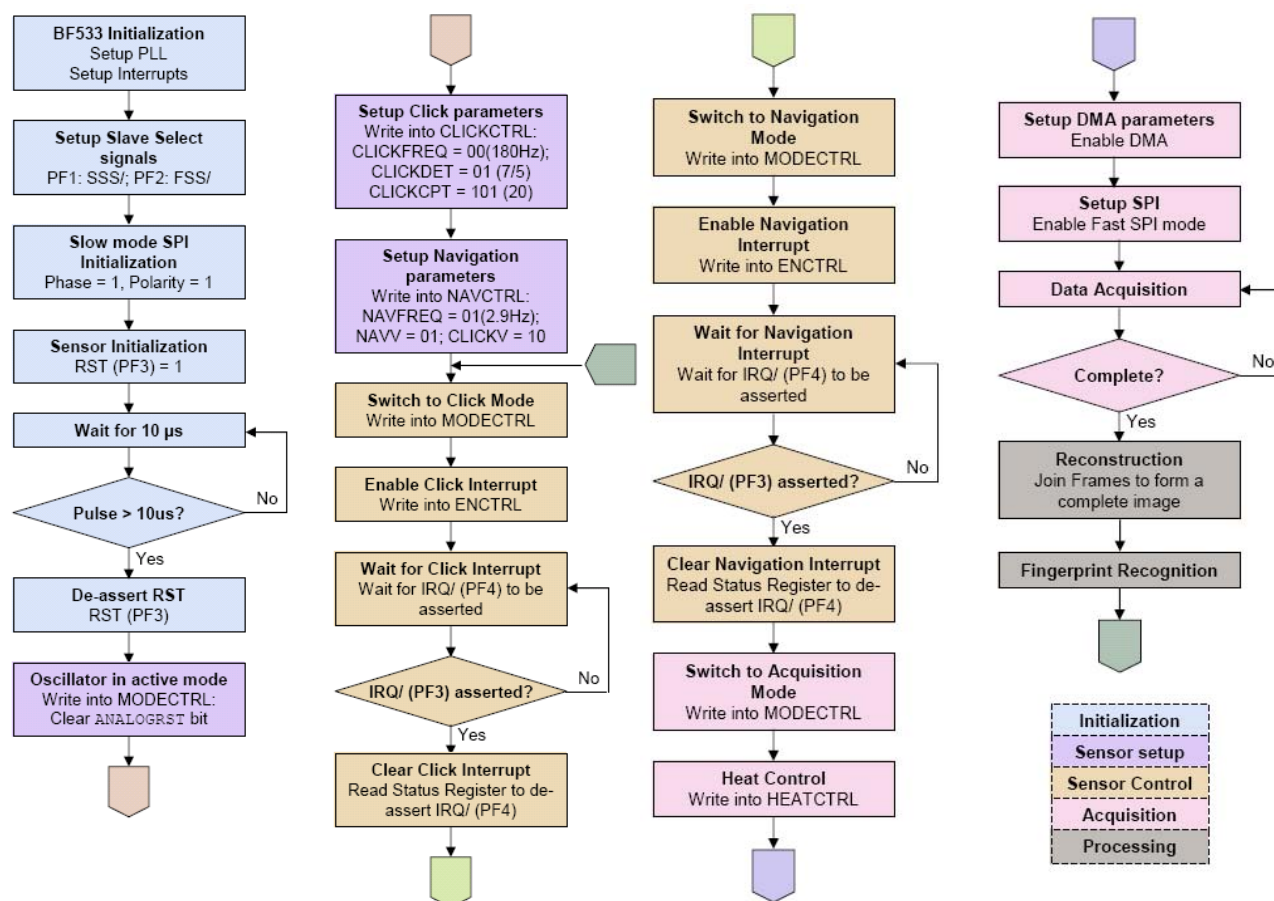 BF533 Initialization
Setup PLL
Setup Interrupts
Setup Slave Select
signals
PF1: SSS/; PF2: FSS/
Slow mode SPI
Initialization
Phase = 1, Polarity = 1
Sensor Initialization
RST (PF3) = 1
Wait for 10 µs
No
Pulse > 10us?
Yes
De-assert RST
RST (PF3)
Oscillator in active mode
Write into MODECTRL:
Clear ANALOGRST bit
Setup Click parameters
Write into CLICKCTRL:
CLICKFREQ = 00(180Hz);
CLICKDET = 01 (7/5)
CLICKCPT = 101 (20)
Setup Navigation
parameters
Write into NAVCTRL:
NAVFREQ = 01(2.9Hz);
NAVV = 01; CLICKV = 10
Switch to Click Mode
Write into MODECTRL
Enable Click Interrupt
Write into ENCTRL
Wait for Click Interrupt
Wait for IRQ/ (PF4) to be
asserted
No
IRQ/ (PF3) asserted?
Yes
Clear Click Interrupt
Read Status Register to de-
assert IRQ/ (PF4)
Switch to Navigation
Mode
Write into MODECTRL
Enable Navigation
Interrupt
Write into ENCTRL
Wait for Navigation
Interrupt
Wait for IRQ/ (PF4) to be
asserted
No
IRQ/ (PF3) asserted?
Yes
Clear Navigation Interrupt
Read Status Register to de-
assert IRQ/ (PF4)
Switch to Acquisition
Mode
Write into MODECTRL
Heat Control
Write into HEATCTRL
Setup DMA parameters
Enable DMA
Setup SPI
Enable Fast SPI mode
Data Acquisition
No
Complete?
Yes
Reconstruction
Join Frames to form a
complete image
Fingerprint Recognition
Initialization
Sensor setup
Sensor Control
Acquisition
Processing